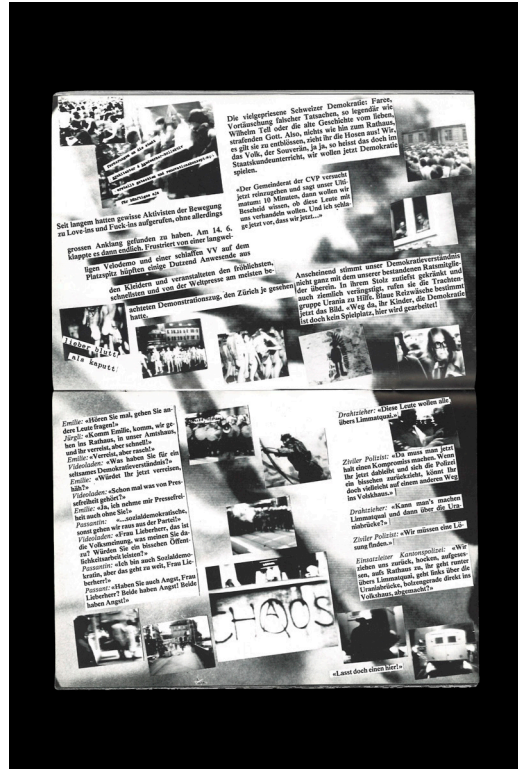 Die vielgepriesene Schweizer Demokratie: Farce,
Vortäuschung falscher Tatsachen, so legendär wie
Wilhelm Tell oder die alte Geschichte vom lieben,
strafenden Gott. Also, nichts wie hin zum Rathaus,
es gilt sie zu entblössen, zieht ihr die Hosen aus! Wir,
das Volk, der Souverän, ja ja, so heisst das doch im
Staatskundeunterricht, wir wollen jetzt Demokratie
spielen.
«Der Gemeinderat der CVP versucht
jetzt reinzugehen und sagt unser Ulti-
matum: 10 Minuten, dann wollen wir
Bescheid wissen, ob diese Leute mit
uns verhandeln wollen. Und ich schla-
ge jetzt vor, dass wir jetzt...»
Seit langem hatten gewisse Aktivisten der Bewegung
zu Love-ins und Fuck-ins aufgerufen, ohne allerdings
grossen Anklang gefunden zu haben. Am 14. 6.
klappte es dann endlich. Frustriert von einer langwei-
ligen Velodemo und einer schlaffen VV auf dem
Platzspitz hüpften einige Dutzend Anwesende aus
den Kleidern und veranstalteten den fröhlichsten,
schnellsten und von der Weltpresse am meisten be-
achteten Demonstrationszug, den Zürich je gesehen
hatte.
Anscheinend stimmt unser Demokratieverständnis
nicht ganz mit dem unserer bestandenen Ratsmitglie-
der überein. In ihrem Stolz zutiefst gekränkt und
auch ziemlich verängstigt, rufen sie die Trachten-
gruppe Urania zu Hilfe. Blaue Reizwäsche bestimmt
jetzt das Bild. «Weg da, ihr Kinder, die Demokratie
ist doch kein Spielplatz, hier wird gearbeitet!
lieber blutt
als kaputt!
Emilie: «Hören Sie mal, gehen Sie an-
dere Leute fragen!»
Jürgli: «Komm Emilie, komm, wir ge-
hen ins Rathaus, in unser Amtshaus,
und ihr verreist, aber schnell!»
Emilie: «Verreist, aber rasch!»
Videoladen: «Was haben Sie für ein
seltsames Demokratieverständnis?»
Emilie: «Würdet Ihr jetzt verreisen,
häh?»
Videoladen: «Schon mal was von Pres-
sefreiheit gehört?»
Emilie: «Ja, ich nehme mir Pressefrei-
heit auch ohne Sie!»
Passantin: «...sozialdemokratische,
sonst gehen wir raus aus der Partei!»
Videoladen: «Frau Lieberherr, das ist
die Volksmeinung, was meinen Sie da-
zu? Würden Sie ein bisschen Öffent-
lichkeitsarbeit leisten?»
Passantin: «Ich bin auch Sozialdemo-
kratin, aber das geht zu weit, Frau Lie-
berherr!»
Passant: «Haben Sie auch Angst, Frau
Lieberherr? Beide haben Angst! Beide
haben Angst!»
CHAOS
Drahtzieher: «Diese Leute wollen alle,
übers Limmatquai.»
Ziviler Polizist: «Da muss man jetzt
halt einen Kompromiss machen. Wenn
Ihr jetzt dableibt und sich die Polizei
ein bisschen zurückzieht, könnt Ihr
doch vielleicht auf einem anderen Weg
ins Volkshaus.»
Drahtzieher: «Kann man's machen
Limmatquai und dann über die Ura-
niabrücke?»
Ziviler Polizist: «Wir müssen eine Lö-
sung finden.»
Einsatzleiter Kantonspolizei: «Wir
ziehen uns zurück, hocken, aufgeses-
sen, aufs Rathaus zu, ihr geht runter
übers Limmatquai, geht links über die
Uraniabrücke, bolzengerade direkt ins
Volkshaus, abgemacht?»
«Lasst doch einen hier!»